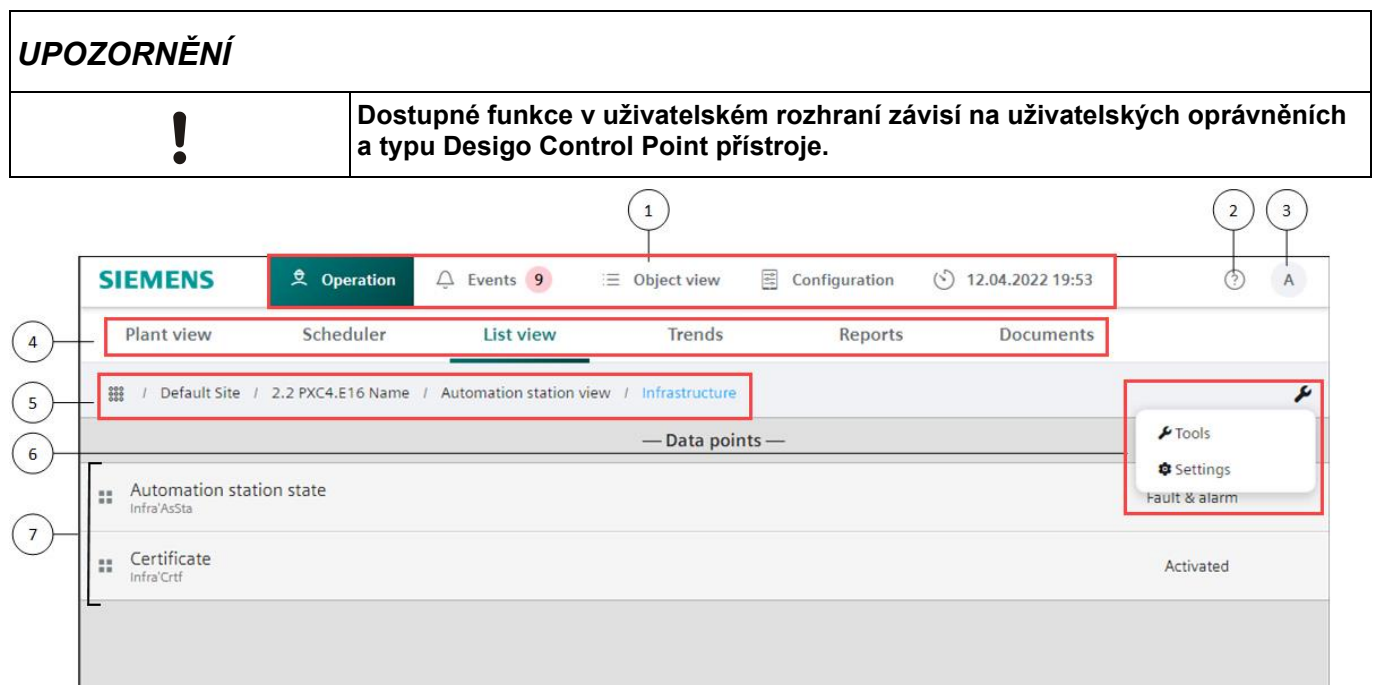 UPOZORNĚNÍ
!
Dostupné funkce v uživatelském rozhraní závisí na uživatelských oprávněních
a typu Desigo Control Point přístroje.
1
2
3
SIEMENS
Operation
Events 9
Object view
Configuration
12.04.2022 19:53
?
A
4
Plant view
Scheduler
List view
Trends
Reports
Documents
5
/ Default Site / 2.2 PXC4.E16 Name / Automation station view / Infrastructure
6
— Data points —
Tools
Settings
7
Automation station state
Infra'AsSta
Fault & alarm
Certificate
Infra'Crtf
Activated